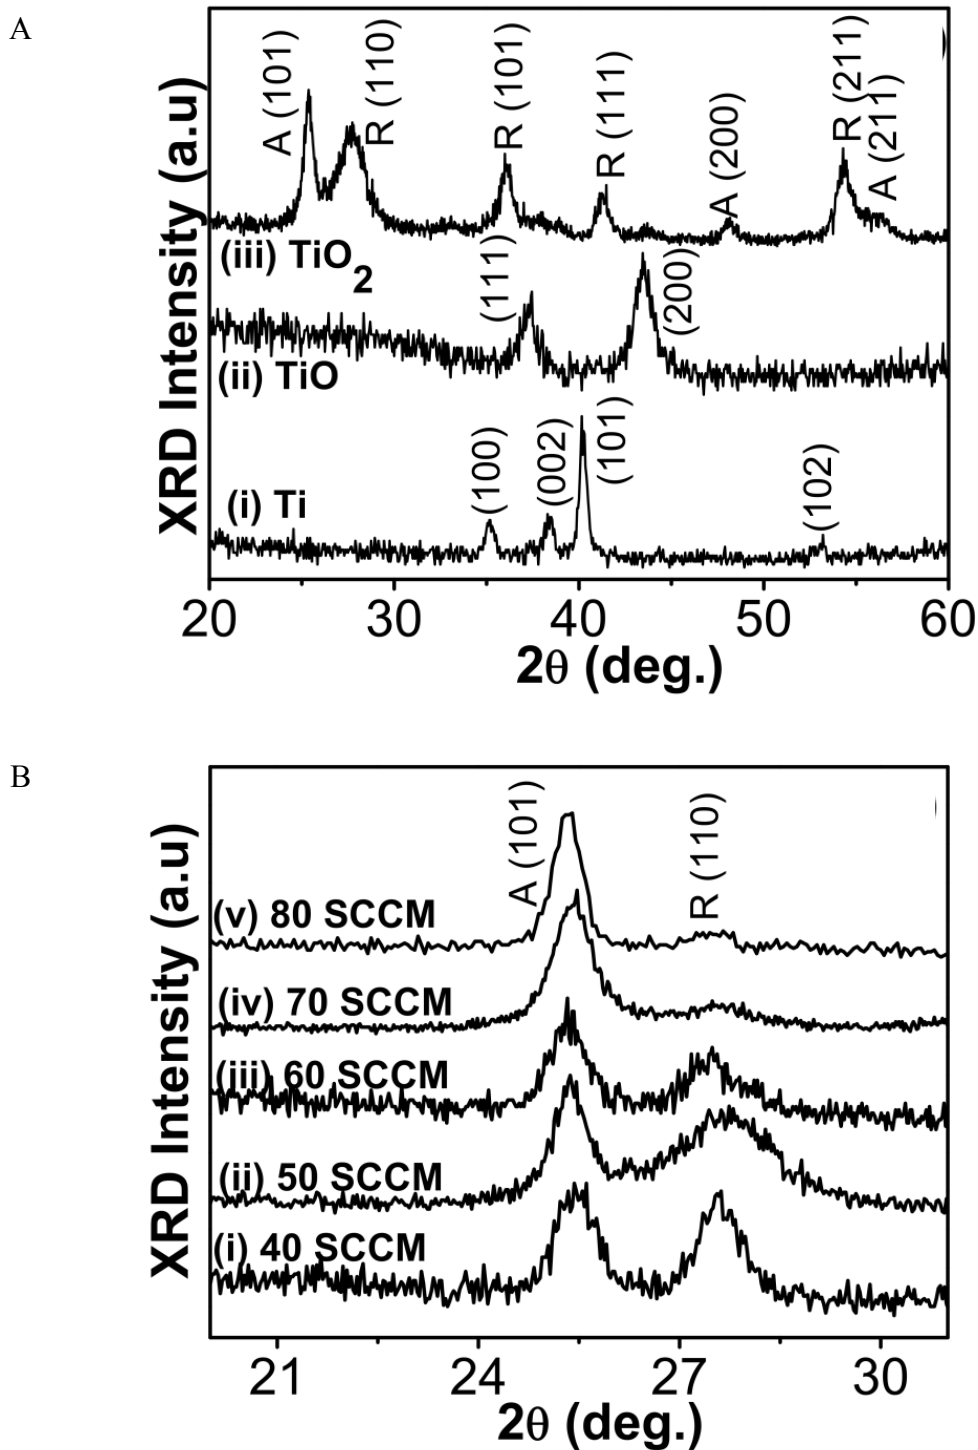 A
A (101)
R (110)
R (101)
R (111)
A (200)
R (211)
A (211)
(iii) TiO2
(111)
(200)
(ii) TiO
(100)
(002)
(101)
(102)
(i) Ti
XRD Intensity (a.u)
20 30 40 50 60
2θ (deg.)
B
A (101)
R (110)
(v) 80 SCCM
(iv) 70 SCCM
(iii) 60 SCCM
(ii) 50 SCCM
(i) 40 SCCM
XRD Intensity (a.u)
21 24 27 30
2θ (deg.)